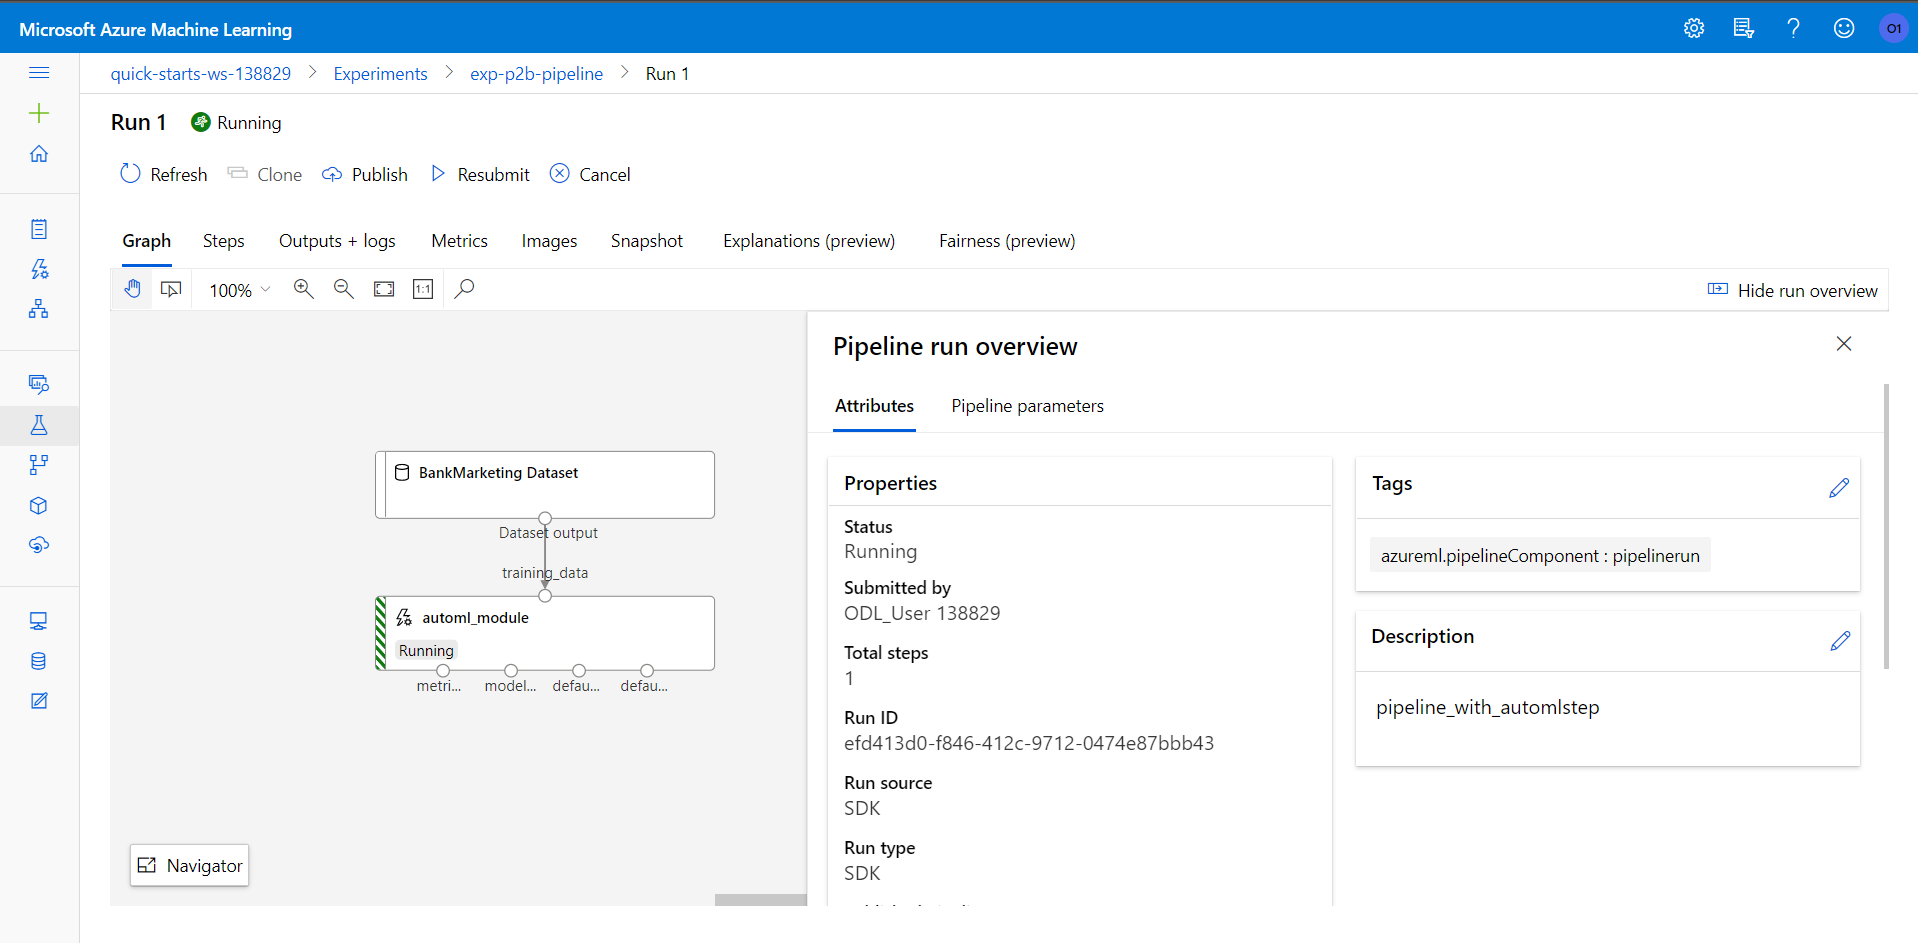 Microsoft Azure Machine Learning
O1
quick-starts-ws-138829 > Experiments > exp-p2b-pipeline > Run 1
Run 1 Running
Refresh Clone Publish Resubmit Cancel
Graph Steps Outputs + logs Metrics Images Snapshot Explanations (preview) Fairness (preview)
100% 1:1 Hide run overview
BankMarketing Dataset
Dataset output
training_data
automl_module
Running
metri... model... defau... defau...
Navigator
Pipeline run overview
Attributes Pipeline parameters
Properties
Status
Running
Submitted by
ODL_User 138829
Total steps
1
Run ID
efd413d0-f846-412c-9712-0474e87bbb43
Run source
SDK
Run type
SDK
Tags
azureml.pipelineComponent : pipelinerun
Description
pipeline_with_automlstep